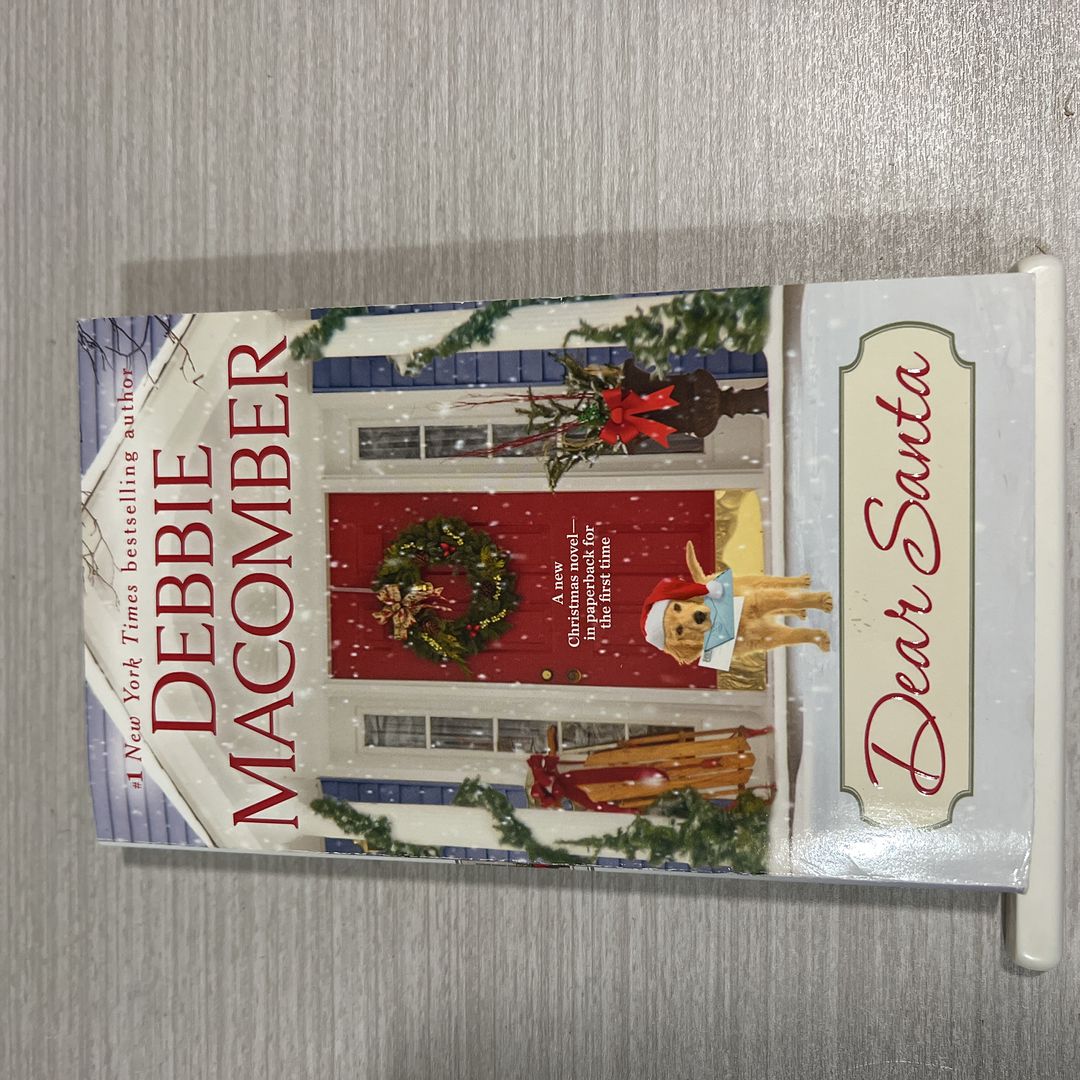 #1 New York Times bestselling author
DEBBIE
MACOMBER
A new
Christmas novel—
in paperback for
the first time
Dear Santa